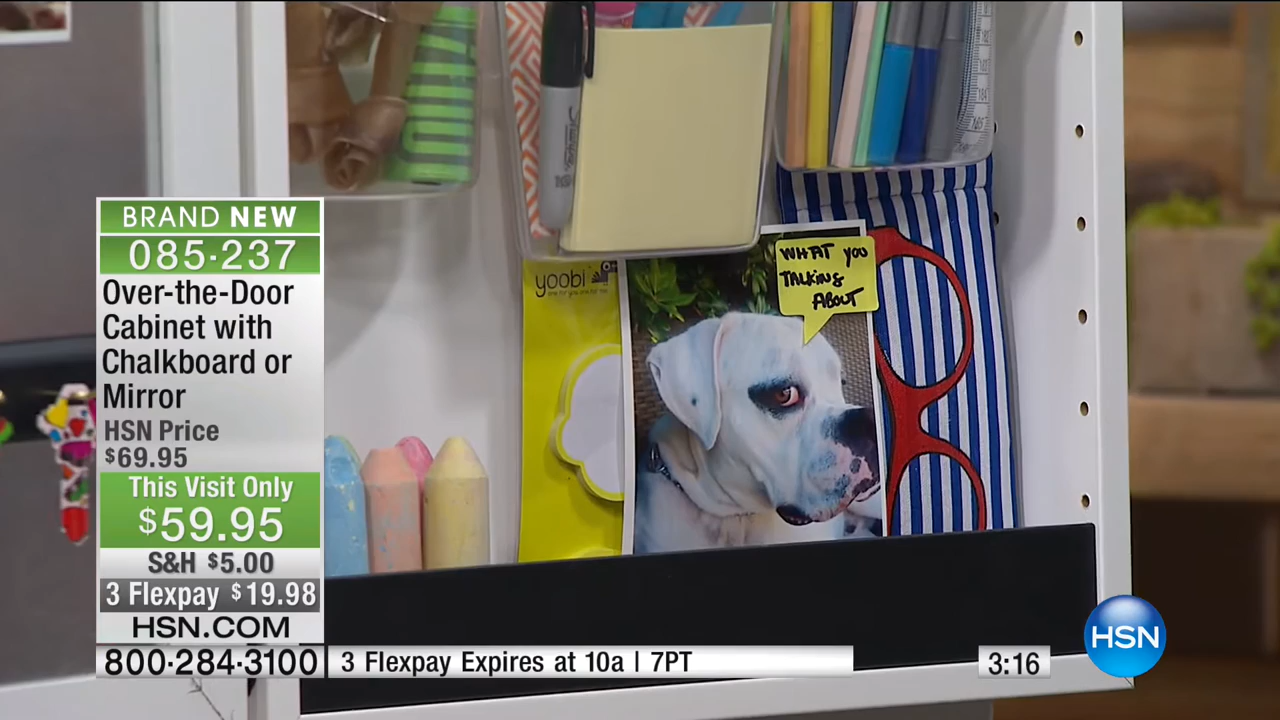 BRAND NEW
085·237
Over-the-Door
Cabinet with
Chalkboard or
Mirror
HSN Price
$69.95
This Visit Only
$59.95
S&H $5.00
3 Flexpay $19.98
HSN.COM
800·284·3100
3 Flexpay Expires at 10a | 7PT
3:16
HSN
Sharpie
yoobi
WHAT YOU
TALKING
ABOUT